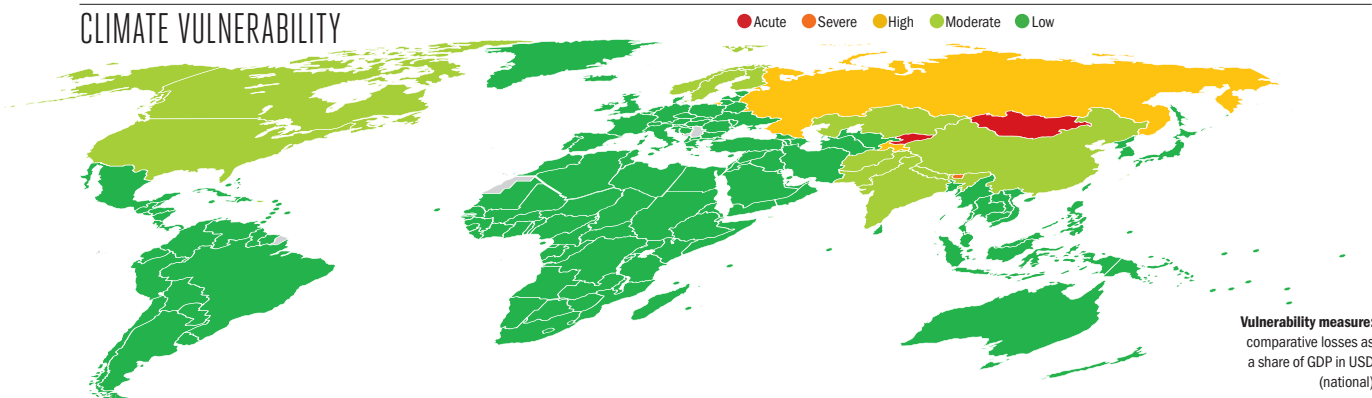 CLIMATE VULNERABILITY
Acute Severe High Moderate Low
Vulnerability measure:
comparative losses as
a share of GDP in USD
(national)